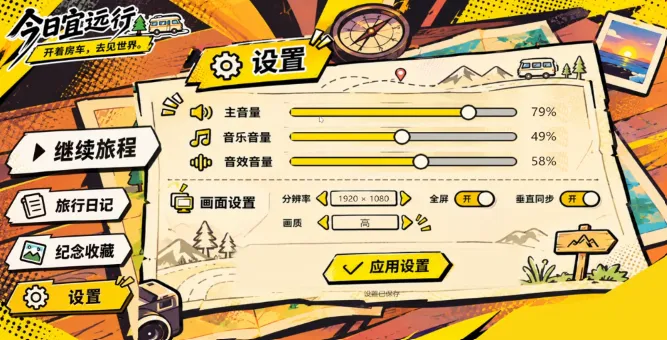 今日宜远行
开着房车，去见世界。
设置
主音量 79%
音乐音量 49%
音效音量 58%
继续旅程
旅行日记
纪念收藏
设置
画面设置
分辨率 1920 × 1080 全屏 开 垂直同步 开
画质 高
应用设置
设置已保存